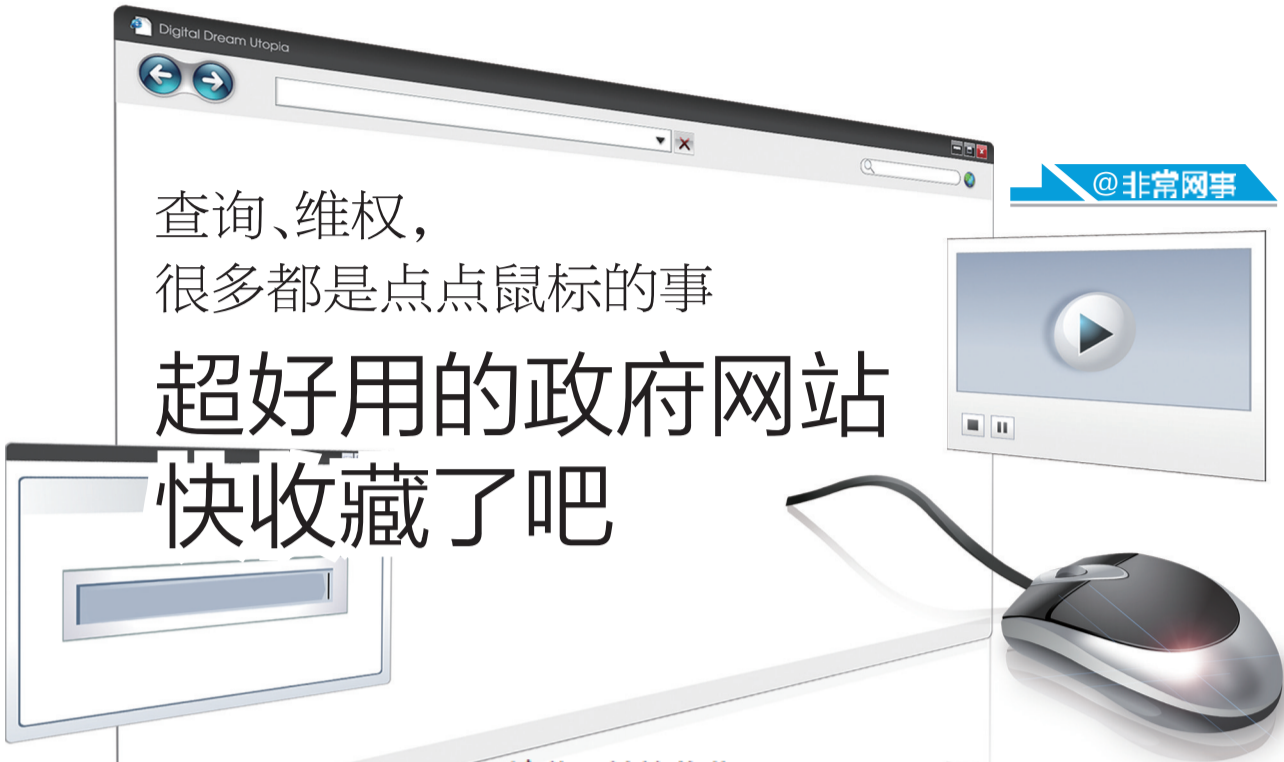 Digital Dream Utopia
@非常网事
查询、维权,
很多都是点点鼠标的事
超好用的政府网站
快收藏了吧